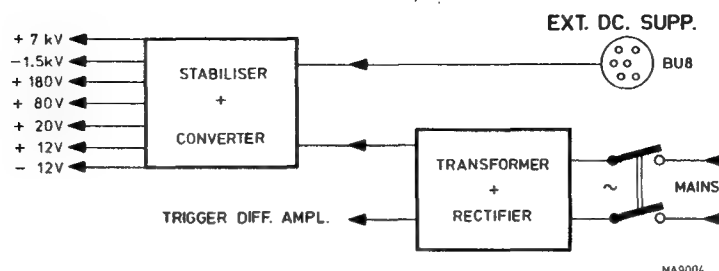 EXT. DC. SUPP.
BU8
+ 7 kV
-1.5kV
+ 180V
+ 80V
+ 20V
+ 12V
- 12V
STABILISER
+
CONVERTER
TRANSFORMER
+
RECTIFIER
~
MAINS
TRIGGER DIFF. AMPL.